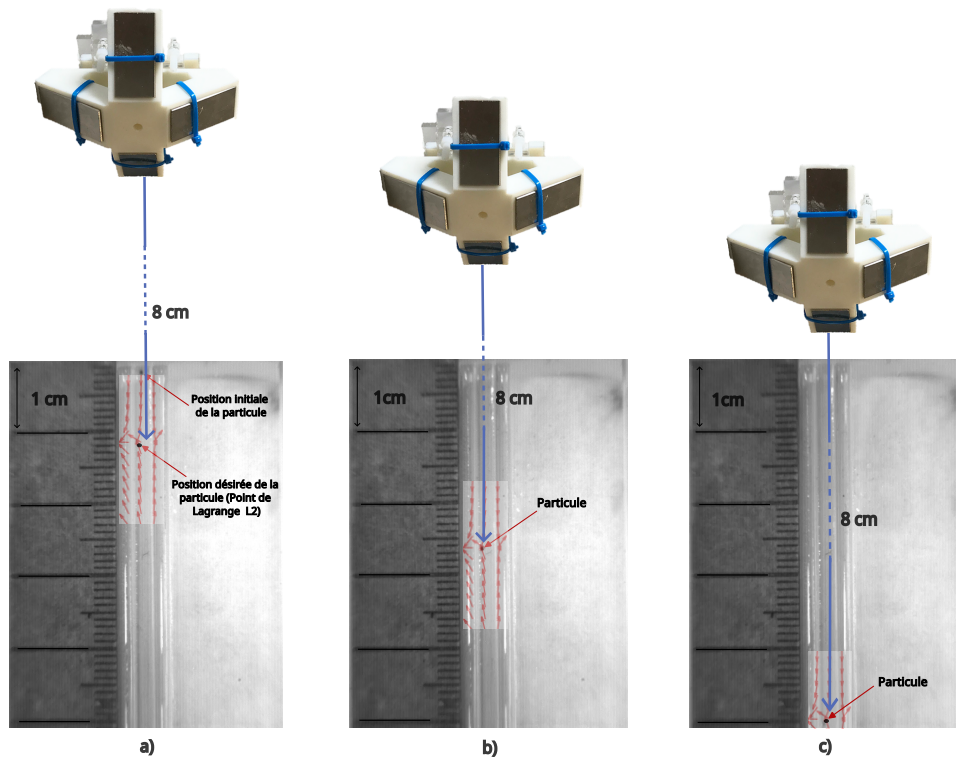 8 cm
1 cm
Position initiale
de la particule
Position désirée de la
particule (Point de
Lagrange L2)
a)
1cm
8 cm
Particule
b)
1cm
8 cm
Particule
c)